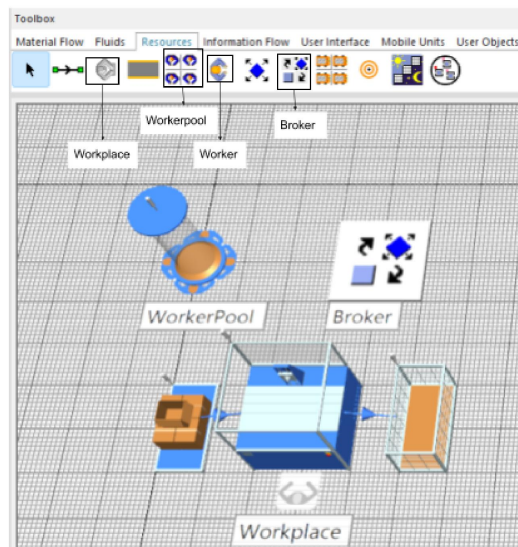 Toolbox
Material Flow Fluids Resources Information Flow User Interface Mobile Units User Objects
Workerpool
Broker
Workplace
Worker
WorkerPool
Broker
Workplace